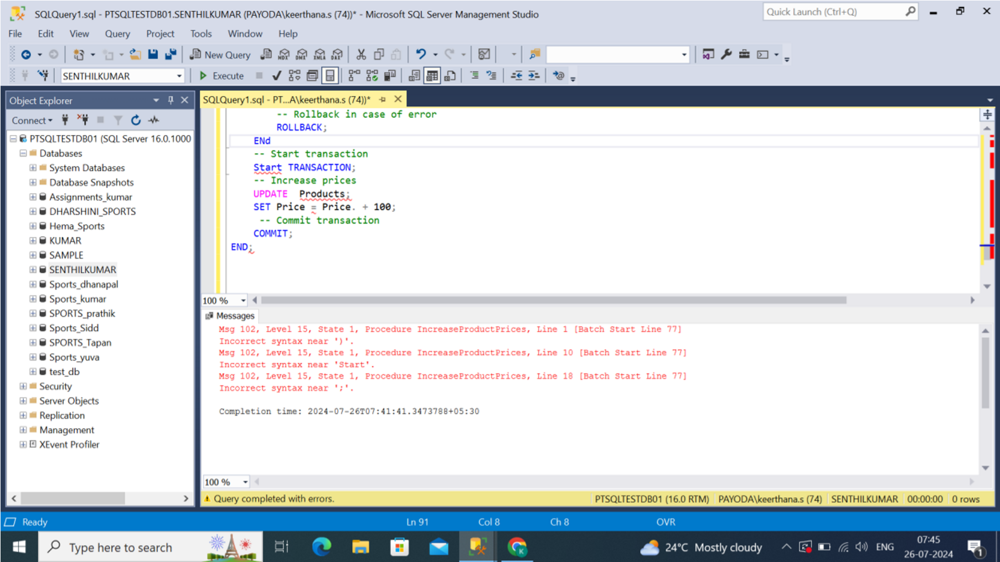 SQLQuery1.sql - PTSQLTESTDB01.SENTHILKUMAR (PAYODA\keerthana.s (74))* - Microsoft SQL Server Management Studio
Quick Launch (Ctrl+Q)
File Edit View Query Project Tools Window Help
New Query MDX DMX XMLA DAX
SENTHILKUMAR Execute
Object Explorer
SQLQuery1.sql - PT...A\keerthana.s (74))*
Connect
PTSQLTESTDB01 (SQL Server 16.0.1000
Databases
System Databases
Database Snapshots
Assignments_kumar
DHARSHINI_SPORTS
Hema_Sports
KUMAR
SAMPLE
SENTHILKUMAR
Sports_dhanapal
Sports_kumar
SPORTS_prathik
Sports_Sidd
SPORTS_Tapan
Sports_yuva
test_db
Security
Server Objects
Replication
Management
XEvent Profiler
-- Rollback in case of error
ROLLBACK;
ENd
-- Start transaction
Start TRANSACTION;
-- Increase prices
UPDATE  Products;
SET Price = Price. + 100;
-- Commit transaction
COMMIT;
END;
100 %
Messages
Msg 102, Level 15, State 1, Procedure IncreaseProductPrices, Line 1 [Batch Start Line 77]
Incorrect syntax near ')'.
Msg 102, Level 15, State 1, Procedure IncreaseProductPrices, Line 10 [Batch Start Line 77]
Incorrect syntax near 'Start'.
Msg 102, Level 15, State 1, Procedure IncreaseProductPrices, Line 18 [Batch Start Line 77]
Incorrect syntax near ';'.
Completion time: 2024-07-26T07:41:41.3473788+05:30
100 %
Query completed with errors. PTSQLTESTDB01 (16.0 RTM) PAYODA\keerthana.s (74) SENTHILKUMAR 00:00:00 0 rows
Ready Ln 91 Col 8 Ch 8 OVR
Type here to search
K
24°C Mostly cloudy
ENG
07:45
26-07-2024
1